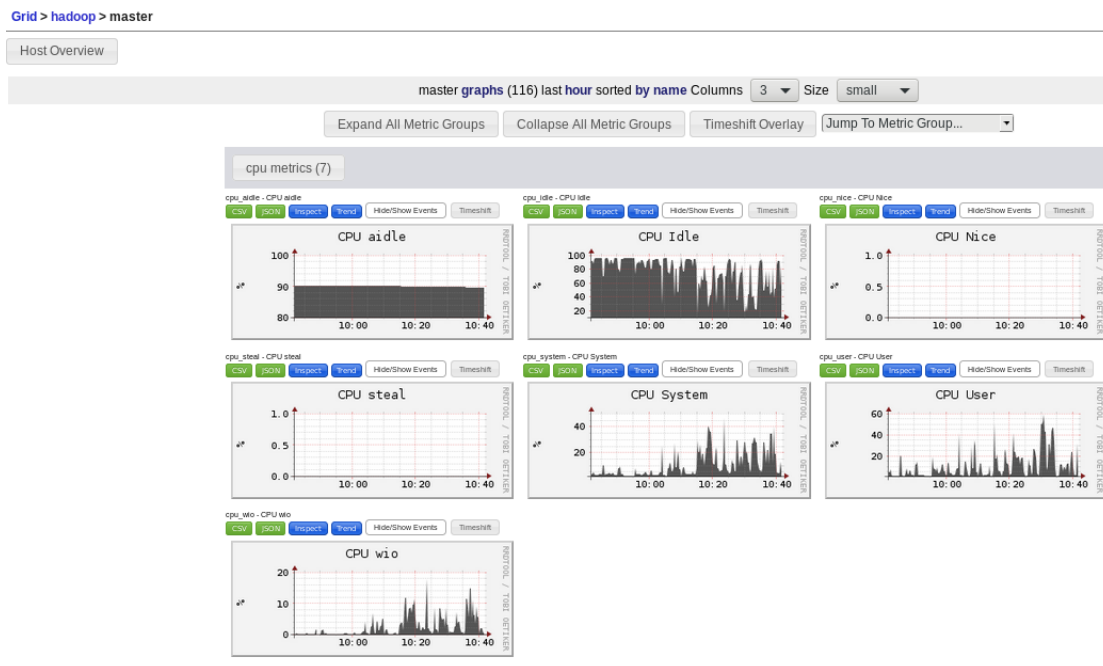 Grid > hadoop > master
Host Overview
master graphs (116) last hour sorted by name Columns 3 Size small
Expand All Metric Groups Collapse All Metric Groups Timeshift Overlay Jump To Metric Group...
cpu metrics (7)
cpu_aidle - CPU aidle
CSV JSON Inspect Trend Hide/Show Events Timeshift
CPU aidle
100
90
80
10:00 10:20 10:40
RRDTOOL / TOBI OETIKER
cpu_idle - CPU Idle
CSV JSON Inspect Trend Hide/Show Events Timeshift
CPU Idle
100
80
60
40
20
10:00 10:20 10:40
RRDTOOL / TOBI OETIKER
cpu_nice - CPU Nice
CSV JSON Inspect Trend Hide/Show Events Timeshift
CPU Nice
1.0
0.5
0.0
10:00 10:20 10:40
RRDTOOL / TOBI OETIKER
cpu_steal - CPU steal
CSV JSON Inspect Trend Hide/Show Events Timeshift
CPU steal
1.0
0.5
0.0
10:00 10:20 10:40
RRDTOOL / TOBI OETIKER
cpu_system - CPU System
CSV JSON Inspect Trend Hide/Show Events Timeshift
CPU System
40
20
10:00 10:20 10:40
RRDTOOL / TOBI OETIKER
cpu_user - CPU User
CSV JSON Inspect Trend Hide/Show Events Timeshift
CPU User
60
40
20
10:00 10:20 10:40
RRDTOOL / TOBI OETIKER
cpu_wio - CPU wio
CSV JSON Inspect Trend Hide/Show Events Timeshift
CPU wio
20
10
0
10:00 10:20 10:40
RRDTOOL / TOBI OETIKER